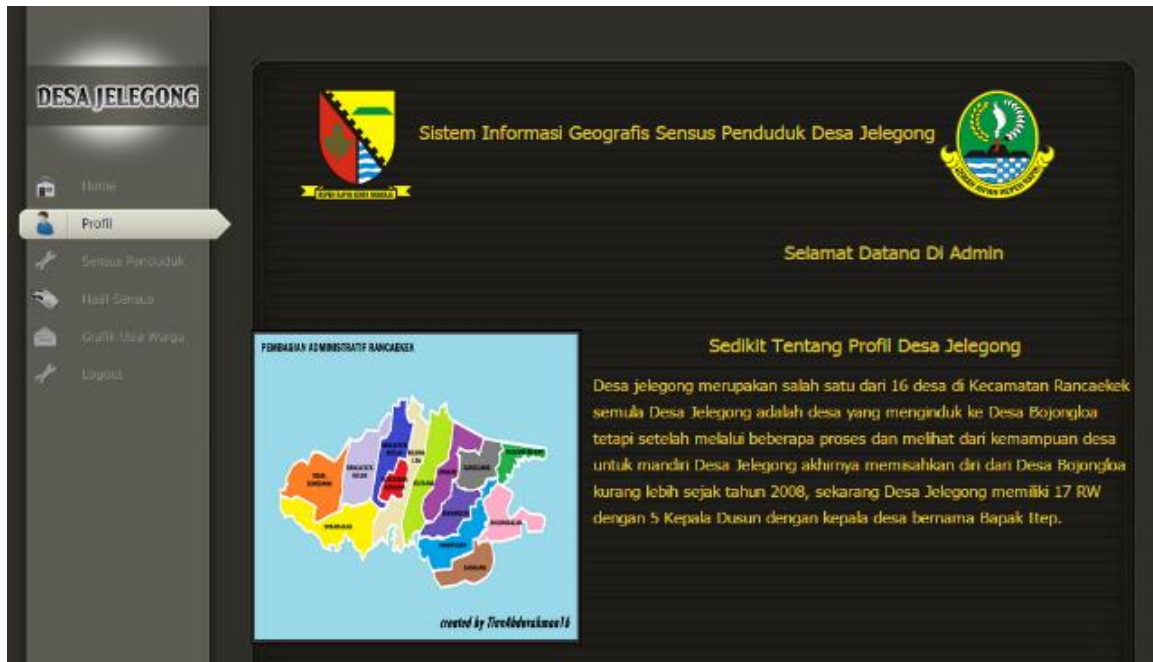 DESA JELEGONG
Home
Profil
Sensus Penduduk
Hasil Sensus
Grafik Usia Warga
Logout
Sistem Informasi Geografis Sensus Penduduk Desa Jelegong
Selamat Datang Di Admin
PEMBAGIAN ADMINISTRATIF RANCAEKEK
created by
Sedikit Tentang Profil Desa Jelegong
Desa jelegong merupakan salah satu dari 16 desa di Kecamatan Rancaekek
semula Desa Jelegong adalah desa yang menginduk ke Desa Bojongloa
tetapi setelah melalui beberapa proses dan melihat dari kemampuan desa
untuk mandiri Desa Jelegong akhirnya memisahkan diri dari Desa Bojongloa
kurang lebih sejak tahun 2008, sekarang Desa Jelegong memiliki 17 RW
dengan 5 Kepala Dusun dengan kepala desa bernama Bapak Itep.